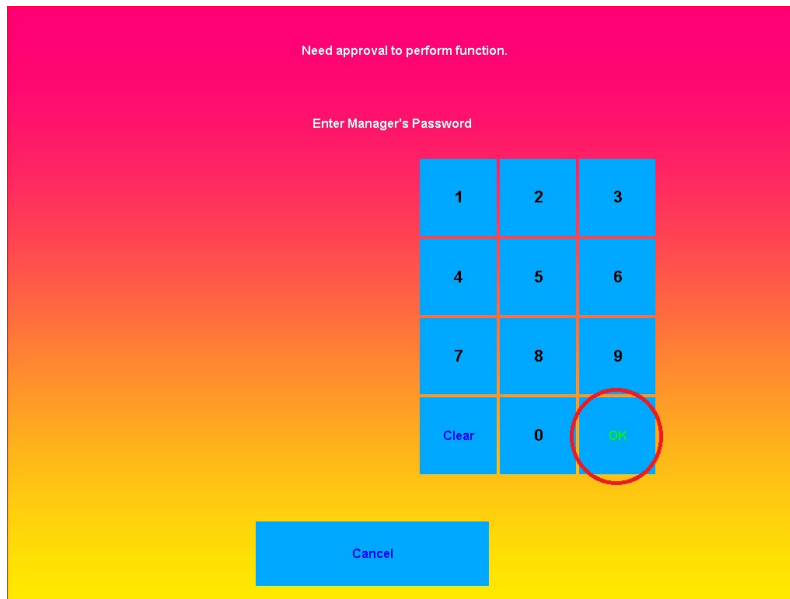 Need approval to perform function.
Enter Manager's Password
1 2 3
4 5 6
7 8 9
Clear 0 OK
Cancel